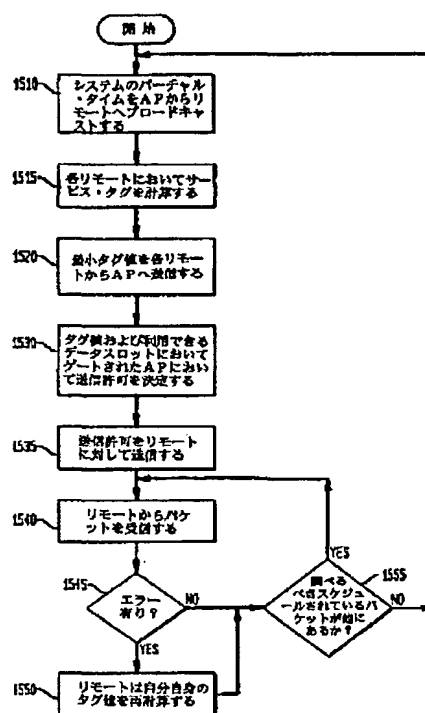 開始
1510
システムのバーチャル
・タイムをAPからリ
モートへブロードキャ
ストする
1515
各リモートにおいてサー
ビス・タグを計算する
1520
最小タグ値を各リモート
からAPへ送信する
1530
タグ値および利用できる
データスロットにおいて
ゲートされたAPにおい
て送信許可を決定する
1535
送信許可をリモート
に対して送信する
1540
リモートからパケ
ットを受信する
1545
エラー
有り?
NO
YES
1550
リモートは自分自身の
タグ値を再計算する
1555
調べる
べきスケジュ
ールされているパ
ケットが他に
あるか?
YES
NO